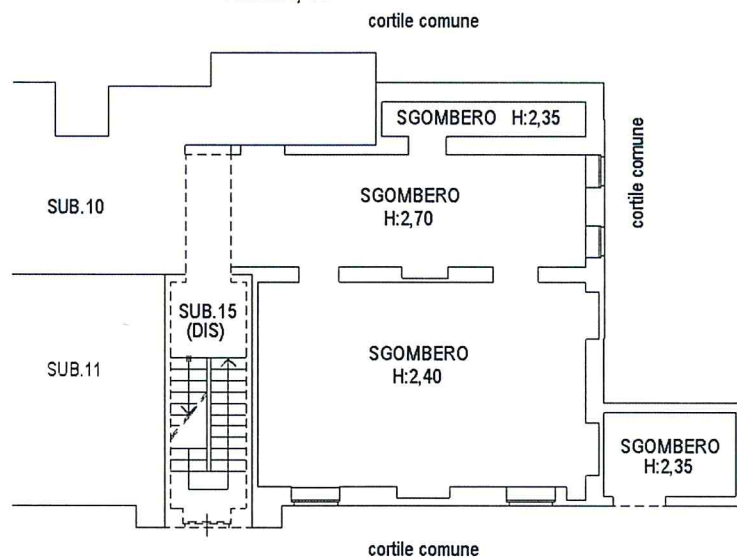 cortile comune
SGOMBERO H:2,35
cortile comune
SGOMBERO
H:2,70
SUB.10
SUB.15
(DIS)
SGOMBERO
H:2,40
SUB.11
SGOMBERO
H:2,35
cortile comune